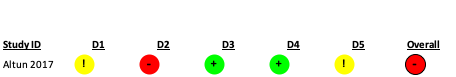 Study ID D1 D2 D3 D4 D5 Overall
Altun 2017 ! - + + ! -